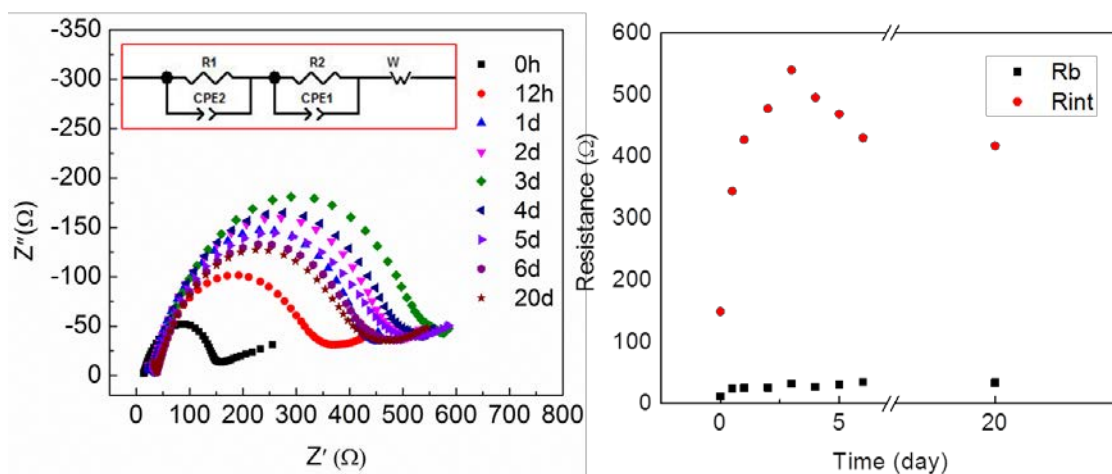 -350
-300
-250
-200
-150
-100
-50
0
Z″(Ω)
R1
R2
W
CPE2
CPE1
0h
12h
1d
2d
3d
4d
5d
6d
20d
0 100 200 300 400 500 600 700 800
Z′ (Ω)
600
500
400
300
200
100
0
Resistance (Ω)
Rb
Rint
0 5 20
Time (day)